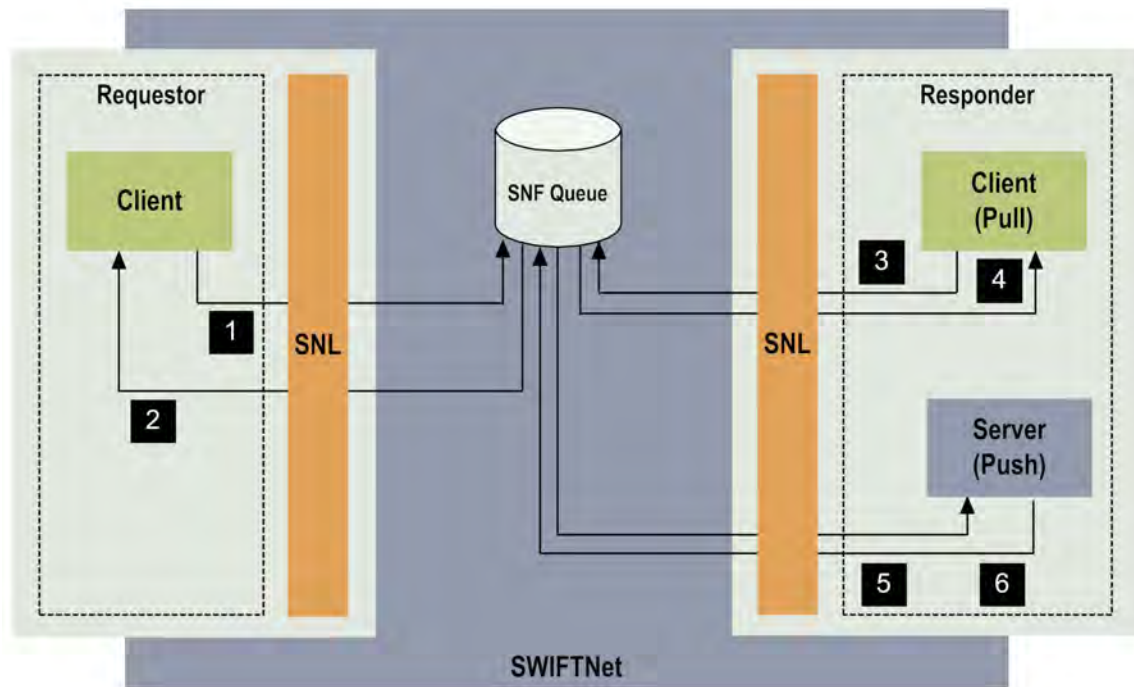 Requestor
Client
1
2
SNL
SNF Queue
SNL
Responder
Client
(Pull)
3
4
Server
(Push)
5
6
SWIFTNet